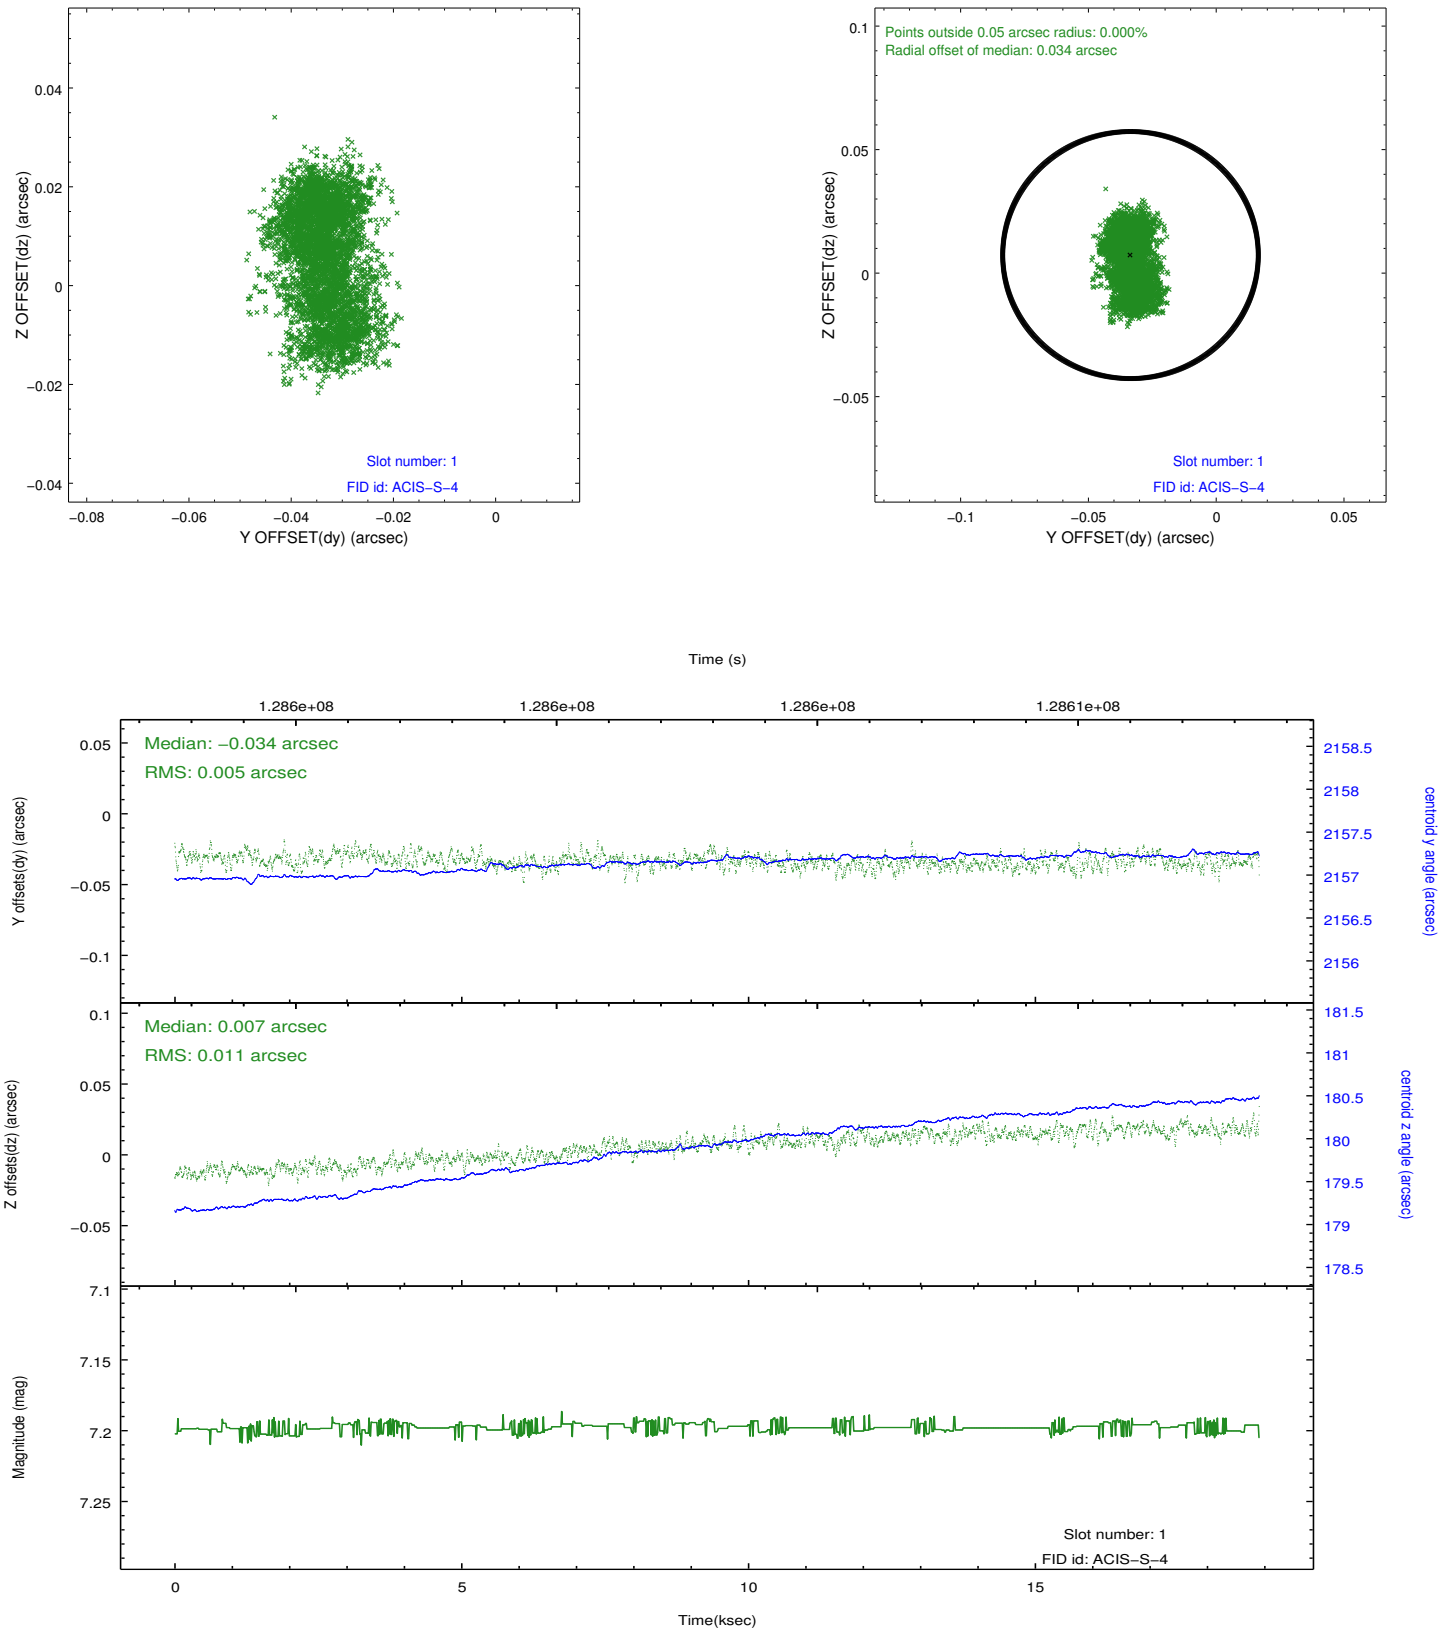 0.04
0.02
0
−0.02
−0.04
Z OFFSET(dz) (arcsec)
Slot number: 1
FID id: ACIS−S−4
−0.08
−0.06
−0.04
−0.02
0
Y OFFSET(dy) (arcsec)
Points outside 0.05 arcsec radius: 0.000%
Radial offset of median: 0.034 arcsec
0.1
0.05
0
−0.05
Z OFFSET(dz) (arcsec)
Slot number: 1
FID id: ACIS−S−4
−0.1
−0.05
0
0.05
Y OFFSET(dy) (arcsec)
Time (s)
1.286e+08
1.286e+08
1.286e+08
1.2861e+08
Median: −0.034 arcsec
RMS: 0.005 arcsec
0.05
0
−0.05
−0.1
Y offsets(dy) (arcsec)
2158.5
2158
2157.5
2157
2156.5
2156
centroid y angle (arcsec)
Median: 0.007 arcsec
RMS: 0.011 arcsec
0.1
0.05
0
−0.05
Z offsets(dz) (arcsec)
181.5
181
180.5
180
179.5
179
178.5
centroid z angle (arcsec)
7.1
7.15
7.2
7.25
Magnitude (mag)
Slot number: 1
FID id: ACIS−S−4
0
5
10
15
Time(ksec)